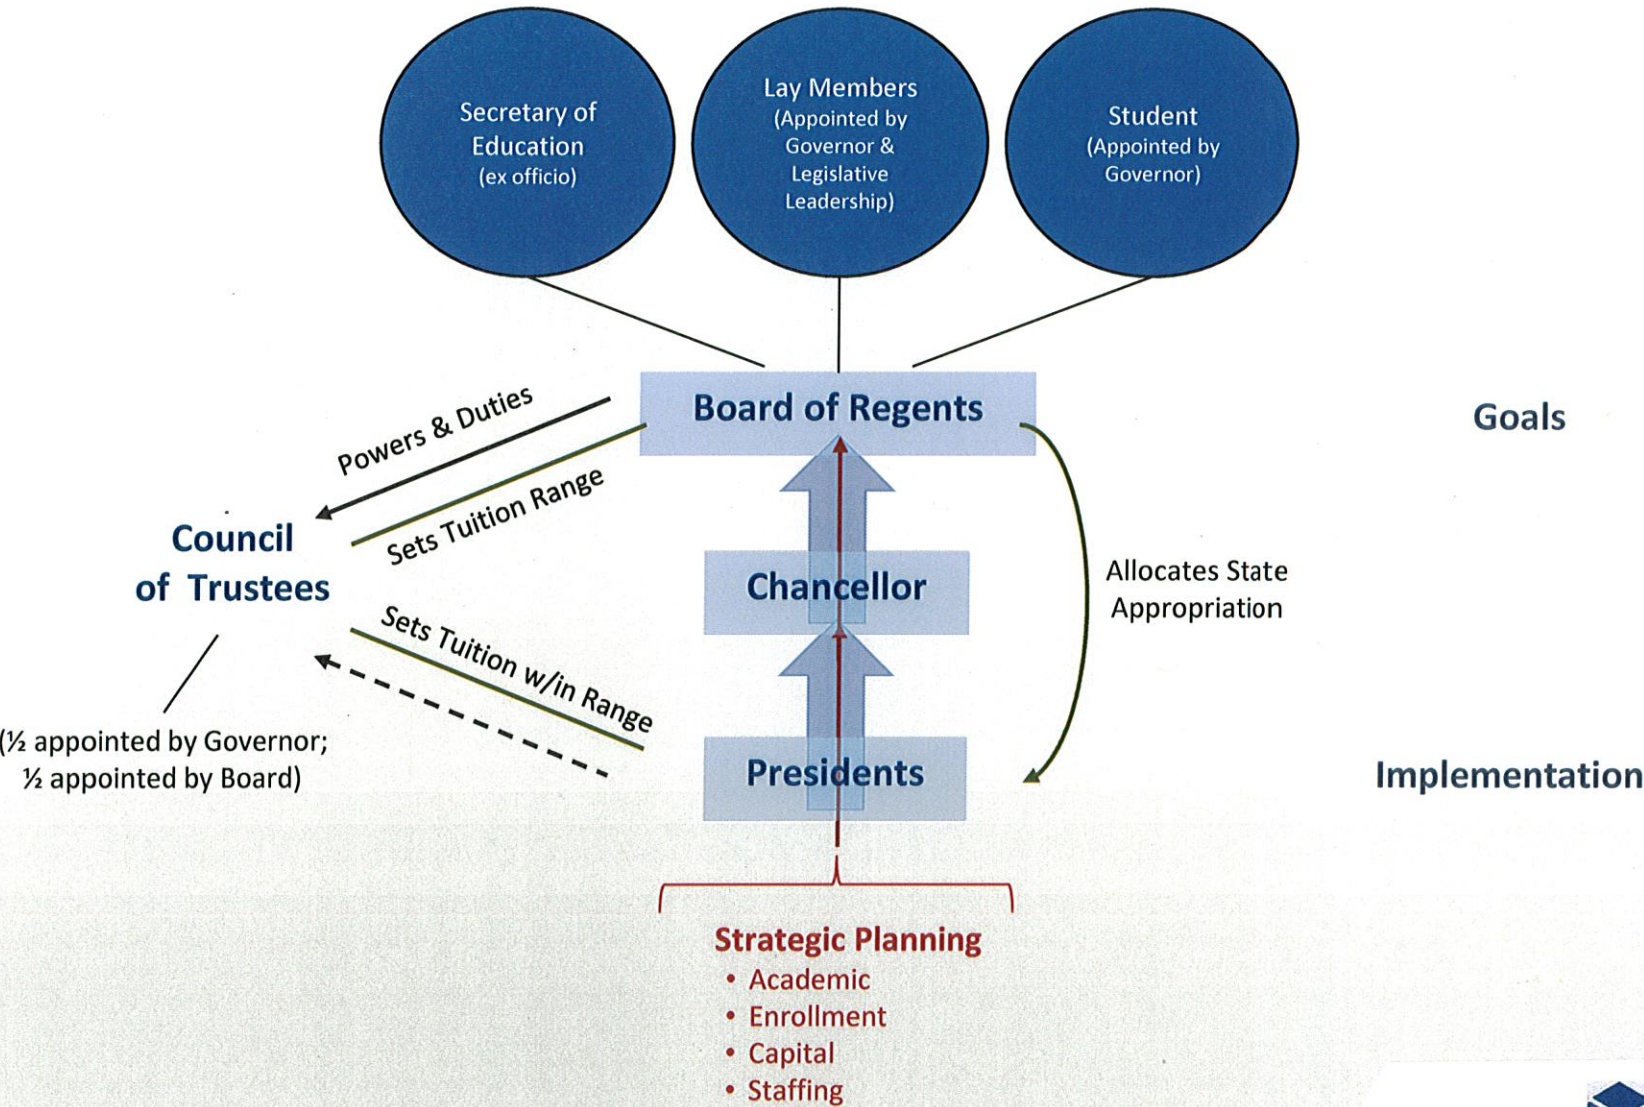 Secretary of
Education
(ex officio)
Lay Members
(Appointed by
Governor &
Legislative
Leadership)
Student
(Appointed by
Governor)
Board of Regents
Goals
Powers & Duties
Sets Tuition Range
Council
of Trustees
Chancellor
Allocates State
Appropriation
Sets Tuition w/in Range
(½ appointed by Governor;
½ appointed by Board)
Presidents
Implementation
Strategic Planning
• Academic
• Enrollment
• Capital
• Staffing